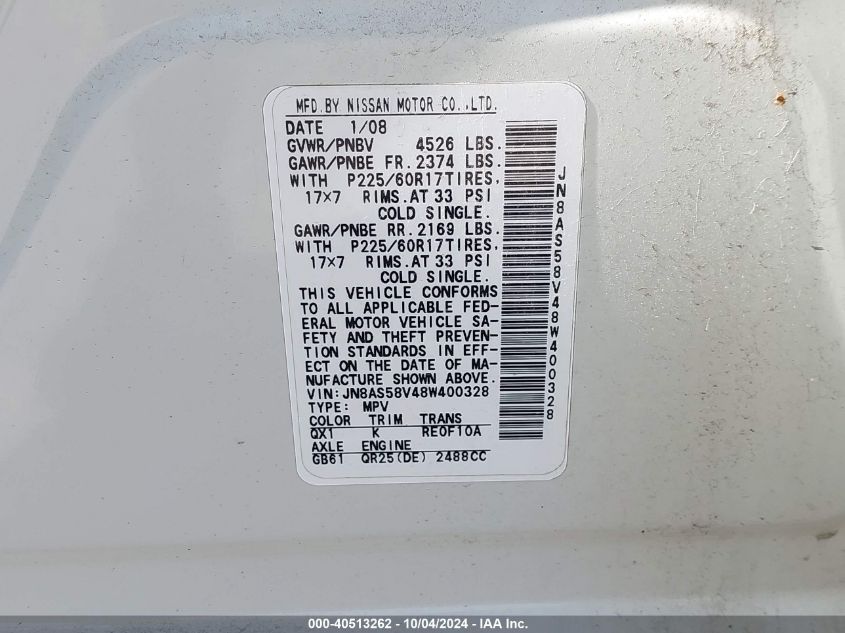 MFD.BY NISSAN MOTOR CO.,LTD.
DATE 1/08
GVWR/PNBV 4526 LBS.
GAWR/PNBE FR.2374 LBS.
WITH P225/60R17TIRES,
17×7 RIMS.AT 33 PSI
COLD SINGLE.
GAWR/PNBE RR.2169 LBS.
WITH P225/60R17TIRES,
17×7 RIMS.AT 33 PSI
COLD SINGLE.
THIS VEHICLE CONFORMS
TO ALL APPLICABLE FED-
ERAL MOTOR VEHICLE SA-
FETY AND THEFT PREVEN-
TION STANDARDS IN EFF-
ECT ON THE DATE OF MA-
NUFACTURE SHOWN ABOVE.
VIN:JN8AS58V48W400328
TYPE: MPV
COLOR TRIM TRANS
QX1 K RE0F10A
AXLE ENGINE
GB61 QR25(DE) 2488CC
JN8AS58V48W400328
000-40513262 - 10/04/2024 - IAA Inc.